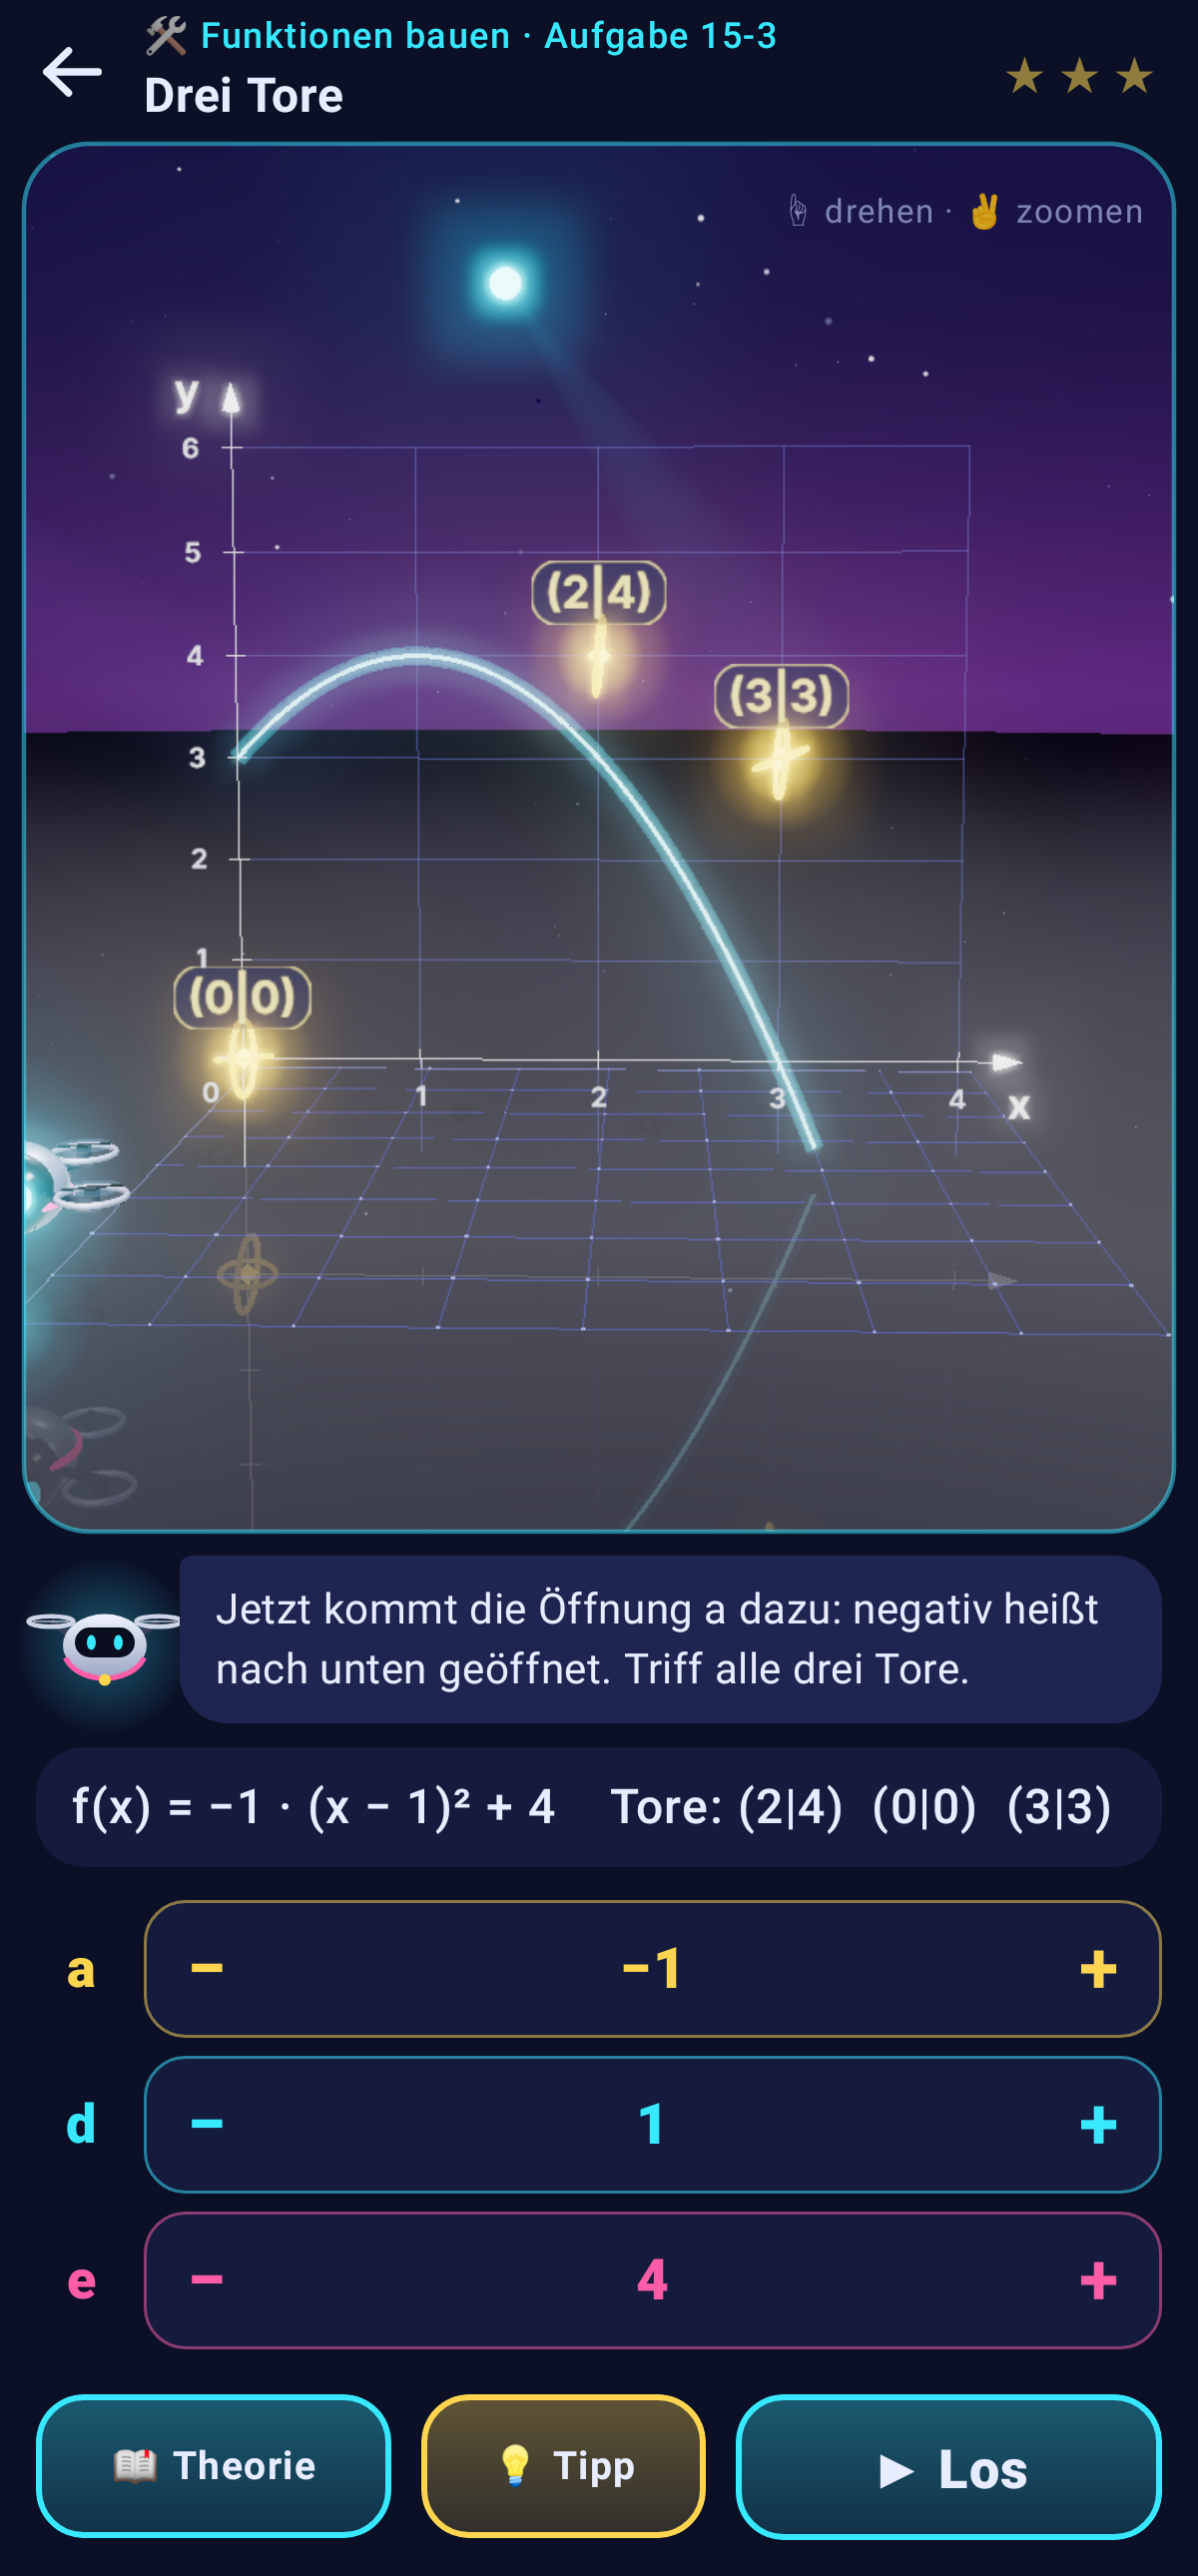 🛠 Funktionen bauen · Aufgabe 15-3
Drei Tore
★ ★ ★
☝ drehen · ✌ zoomen
y
6
5
(2|4)
4
(3|3)
3
2
1
(0|0)
0 1 2 3 4
x
Jetzt kommt die Öffnung a dazu: negativ heißt
nach unten geöffnet. Triff alle drei Tore.
f(x) = −1 · (x − 1)² + 4 Tore: (2|4) (0|0) (3|3)
a − −1 +
d − 1 +
e − 4 +
📖 Theorie 💡 Tipp ► Los